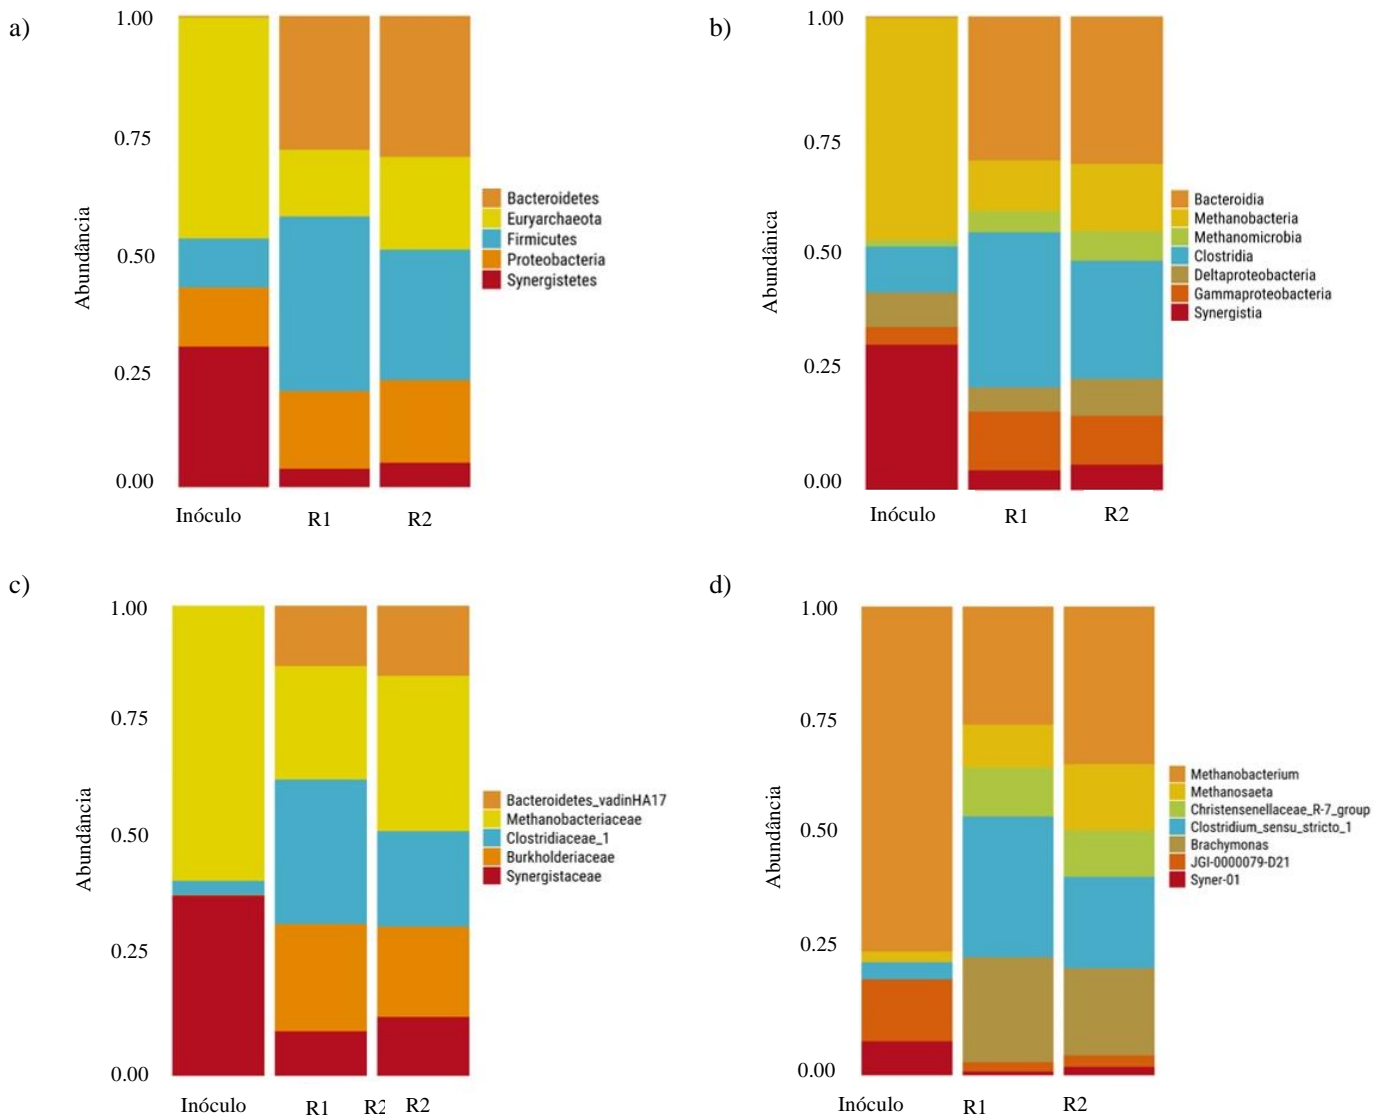 a)
1.00
0.75
0.50
0.25
0.00
Abundância
Inóculo
R1
R2
Bacteroidetes
Euryarchaeota
Firmicutes
Proteobacteria
Synergistetes
b)
1.00
0.75
0.50
0.25
0.00
Abundânica
Inóculo
R1
R2
Bacteroidia
Methanobacteria
Methanomicrobia
Clostridia
Deltaproteobacteria
Gammaproteobacteria
Synergistia
c)
1.00
0.75
0.50
0.25
0.00
Abundância
Inóculo
R1
R2
R2
Bacteroidetes_vadinHA17
Methanobacteriaceae
Clostridiaceae_1
Burkholderiaceae
Synergistaceae
d)
1.00
0.75
0.50
0.25
0.00
Abundância
Inóculo
R1
R2
Methanobacterium
Methanosaeta
Christensenellaceae_R-7_group
Clostridium_sensu_stricto_1
Brachymonas
JGI-0000079-D21
Syner-01